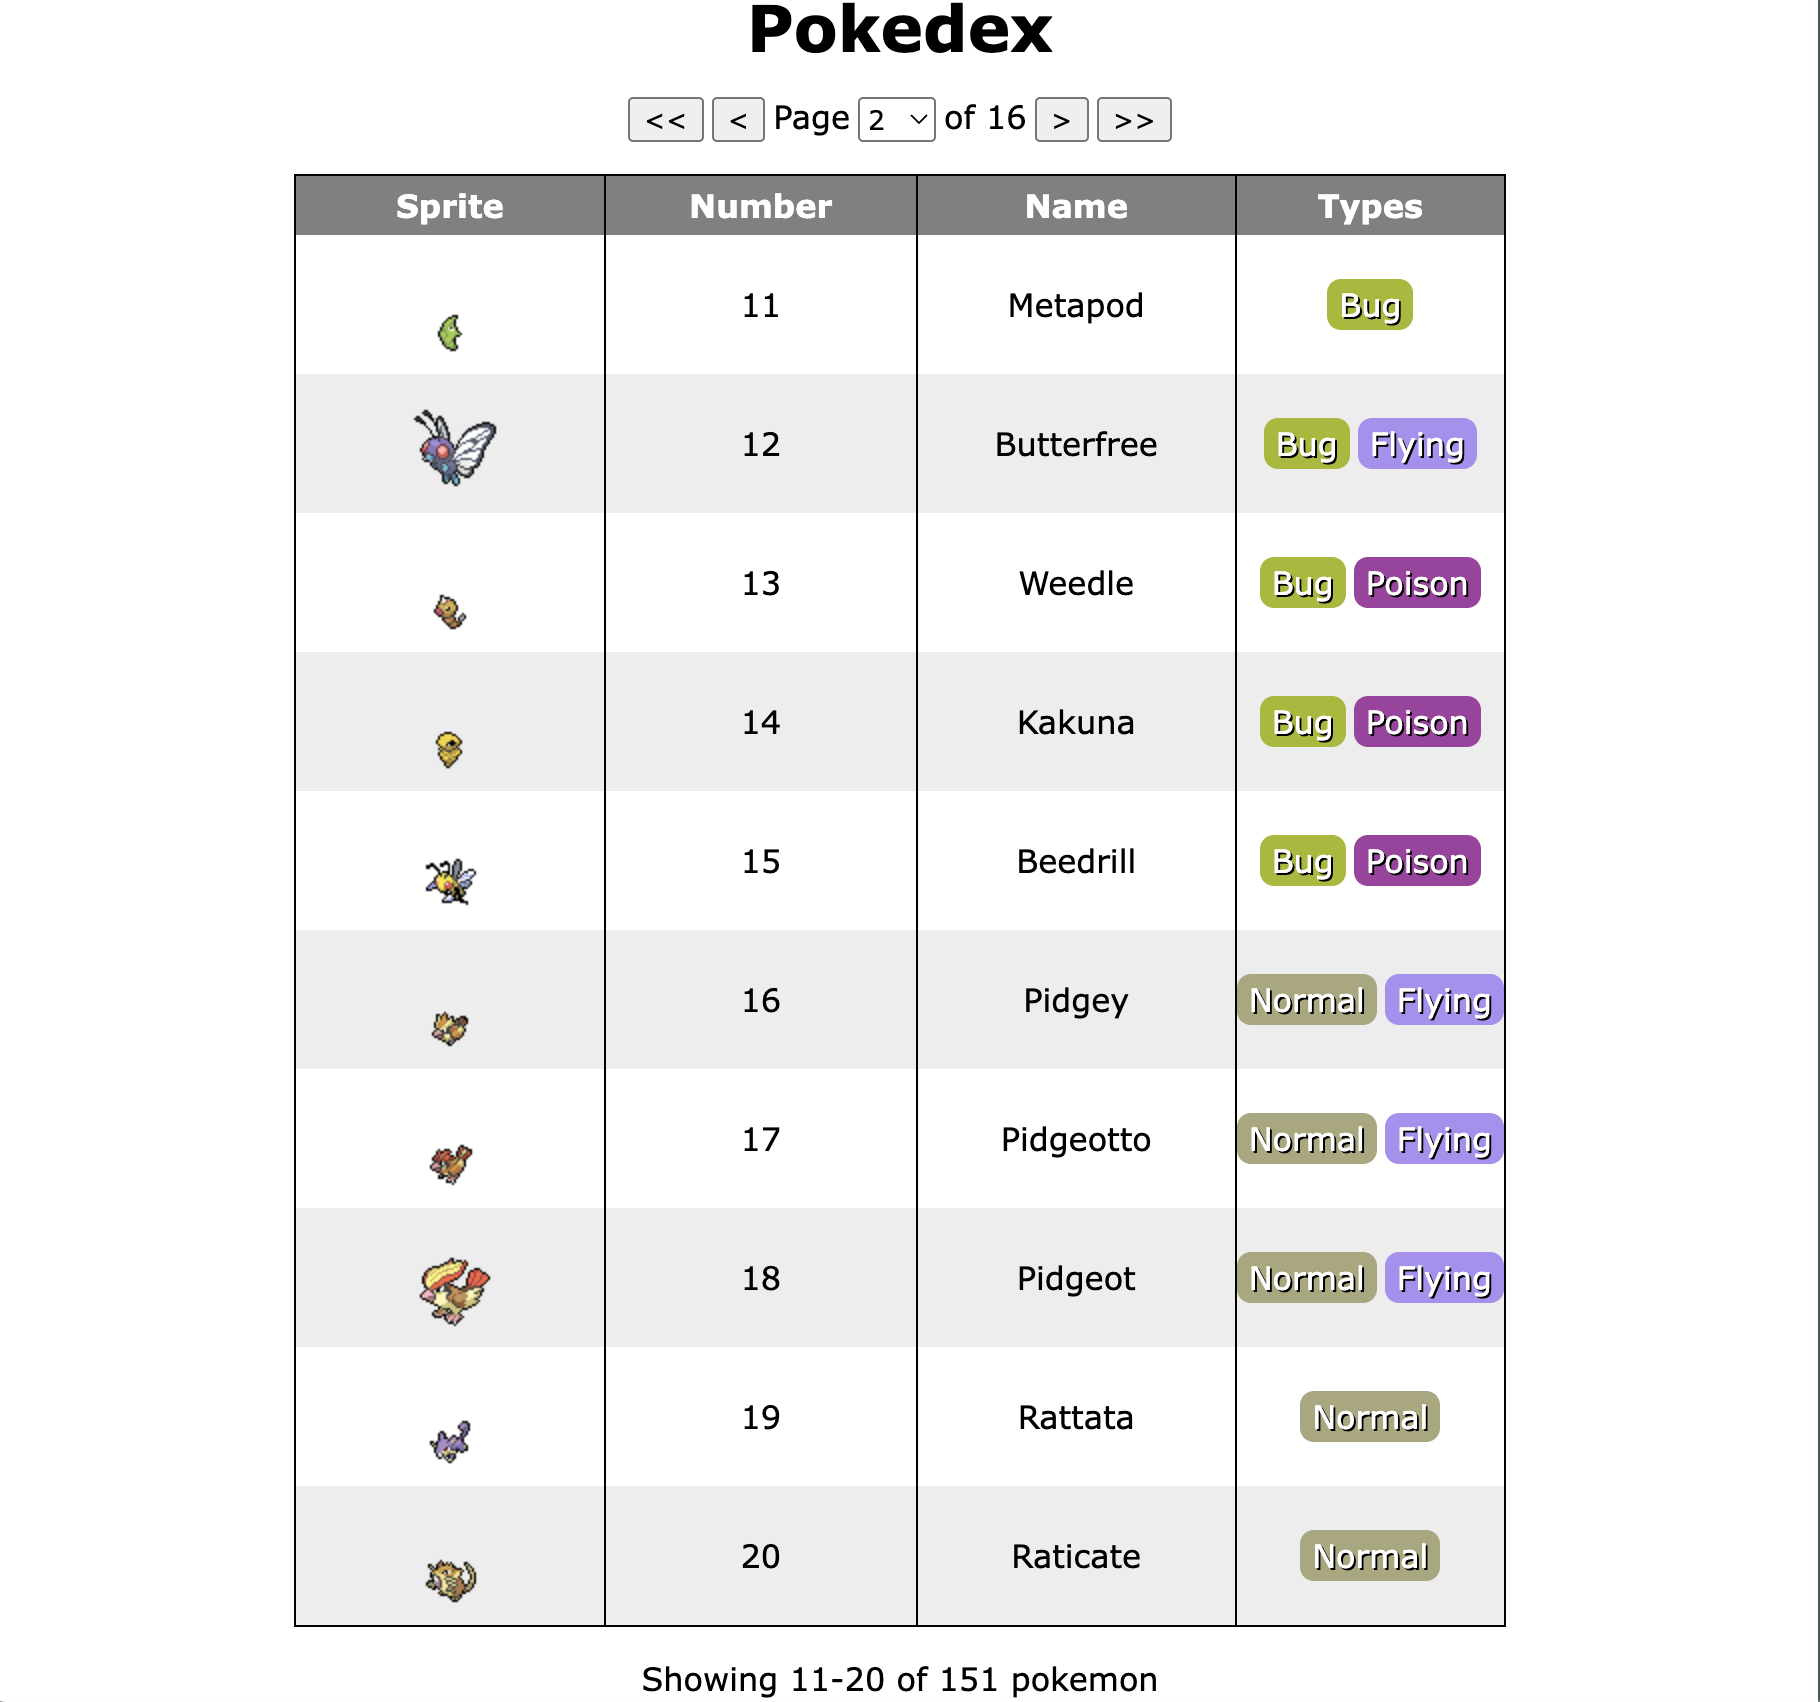 Pokedex
<< < Page 2 of 16 > >>
Sprite Number Name Types
11 Metapod Bug
12 Butterfree Bug Flying
13 Weedle Bug Poison
14 Kakuna Bug Poison
15 Beedrill Bug Poison
16 Pidgey Normal Flying
17 Pidgeotto Normal Flying
18 Pidgeot Normal Flying
19 Rattata Normal
20 Raticate Normal
Showing 11-20 of 151 pokemon